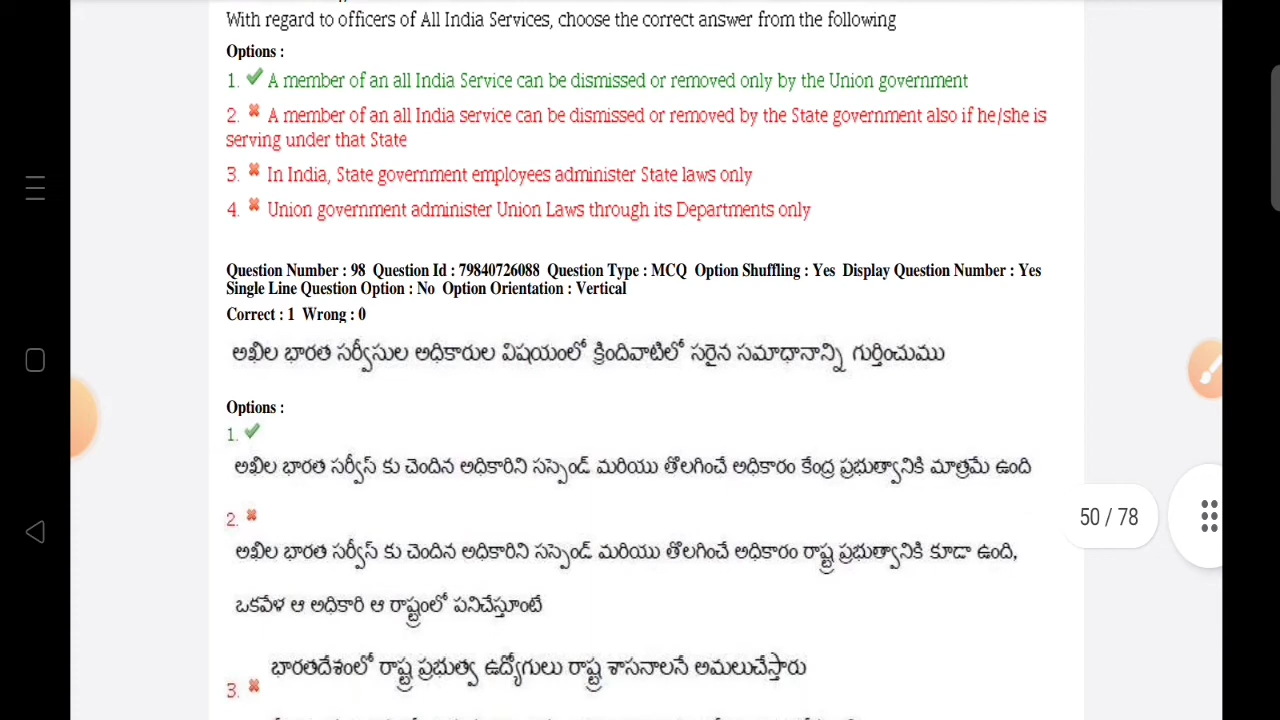 With regard to officers of All India Services, choose the correct answer from the following
Options :
1. A member of an all India Service can be dismissed or removed only by the Union government
2. A member of an all India service can be dismissed or removed by the State government also if he/she is
serving under that State
3. In India, State government employees administer State laws only
4. Union government administer Union Laws through its Departments only
Question Number : 98 Question Id : 79840726088 Question Type : MCQ Option Shuffling : Yes Display Question Number : Yes
Single Line Question Option : No Option Orientation : Vertical
Correct : 1 Wrong : 0
అఖిల భారత సర్వీసుల అధికారుల విషయంలో క్రిందివాటిలో సరైన సమాధానాన్ని గుర్తించుము
Options :
1.
అఖిల భారత సర్వీస్ కు చెందిన అధికారిని సస్పెండ్ మరియు తొలగించే అధికారం కేంద్ర ప్రభుత్వానికి మాత్రమే ఉంది
50 / 78
2.
అఖిల భారత సర్వీస్ కు చెందిన అధికారిని సస్పెండ్ మరియు తొలగించే అధికారం రాష్ట్ర ప్రభుత్వానికి కూడా ఉంది,
ఒకవేళ ఆ అధికారి ఆ రాష్ట్రంలో పనిచేస్తూంటే
భారతదేశంలో రాష్ట్ర ప్రభుత్వ ఉద్యోగులు రాష్ట్ర శాసనాలనే అమలుచేస్తారు
3.